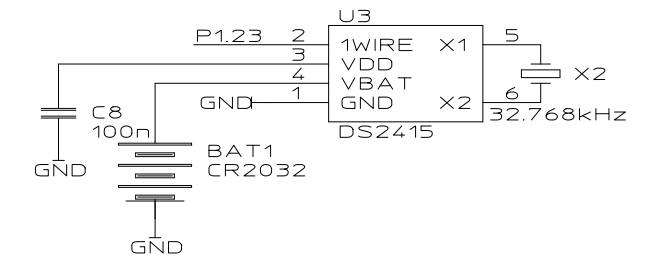 U3
P1.23 2 1WIRE X1 5
3 VDD
4 VBAT X2
GND 1 GND X2 6
32.768kHz
C8
100n
DS2415
BAT1
GND CR2032
GND